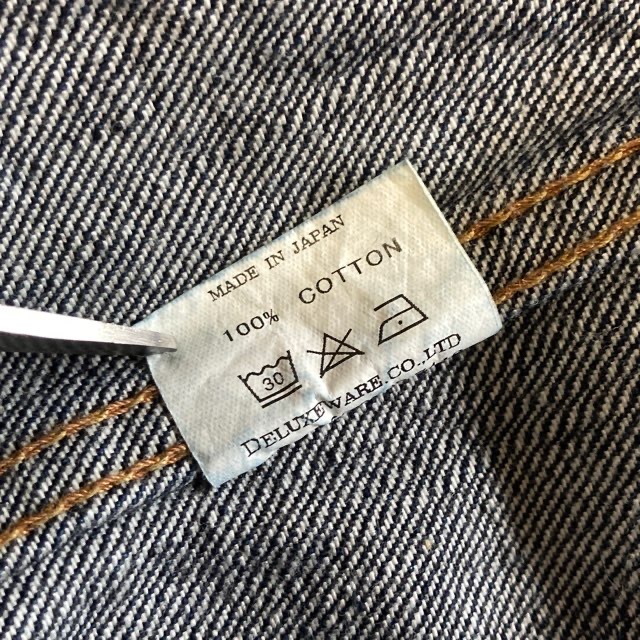 MADE IN JAPAN
100% COTTON
30
DELUXEWARE.CO.,LTD